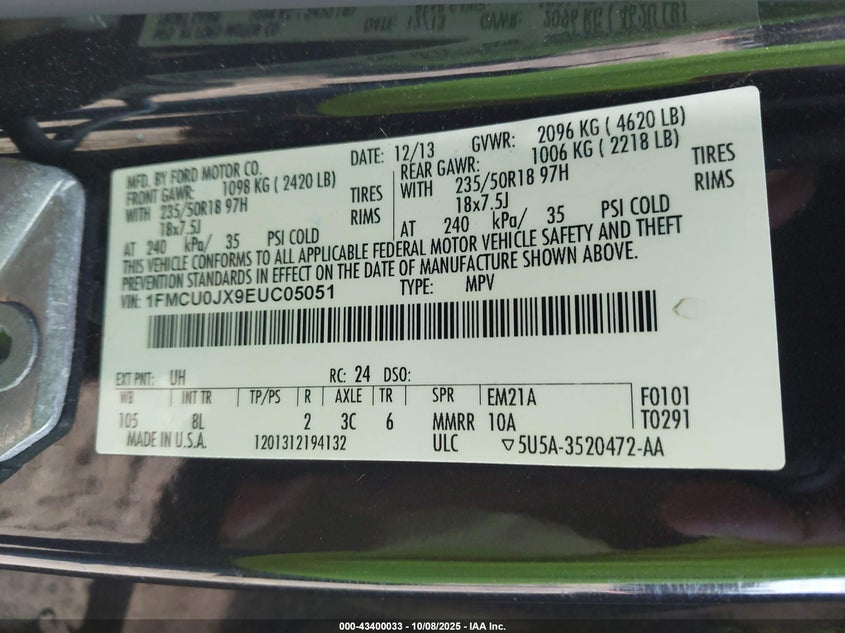 MFD. BY FORD MOTOR CO.
DATE: 12/13 GVWR: 2096 KG ( 4620 LB)
FRONT GAWR: 1098 KG ( 2420 LB)
WITH 235/50R18 97H TIRES
18x7.5J RIMS
AT 240 kPa/ 35 PSI COLD
REAR GAWR: 1006 KG ( 2218 LB)
WITH 235/50R18 97H TIRES
18x7.5J RIMS
AT 240 kPa/ 35 PSI COLD
THIS VEHICLE CONFORMS TO ALL APPLICABLE FEDERAL MOTOR VEHICLE SAFETY AND THEFT
PREVENTION STANDARDS IN EFFECT ON THE DATE OF MANUFACTURE SHOWN ABOVE.
VIN: 1FMCU0JX9EUC05051 TYPE: MPV
EXT PNT: UH RC: 24 DSO:
WB INT TR TP/PS R AXLE TR SPR EM21A F0101
105 8L 2 3C 6 MMRR 10A T0291
MADE IN U.S.A. 1201312194132 ULC ▽5U5A-3520472-AA
000-43400033 - 10/08/2025 - IAA Inc.